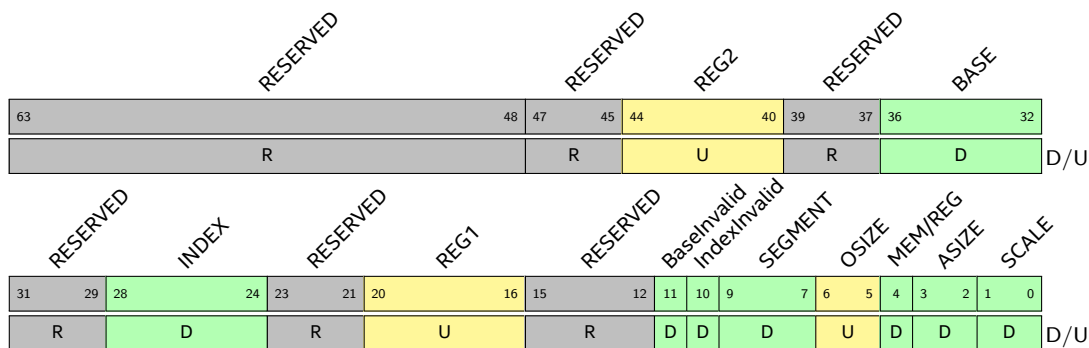 RESERVED RESERVED REG2 RESERVED BASE
63 48 47 45 44 40 39 37 36 32
R R U R D D/U
RESERVED INDEX RESERVED REG1 RESERVED BaseInvalid IndexInvalid SEGMENT OSIZE MEM/REG ASIZE SCALE
31 29 28 24 23 21 20 16 15 12 11 10 9 7 6 5 4 3 2 1 0
R D R U R D D D U D D D D/U